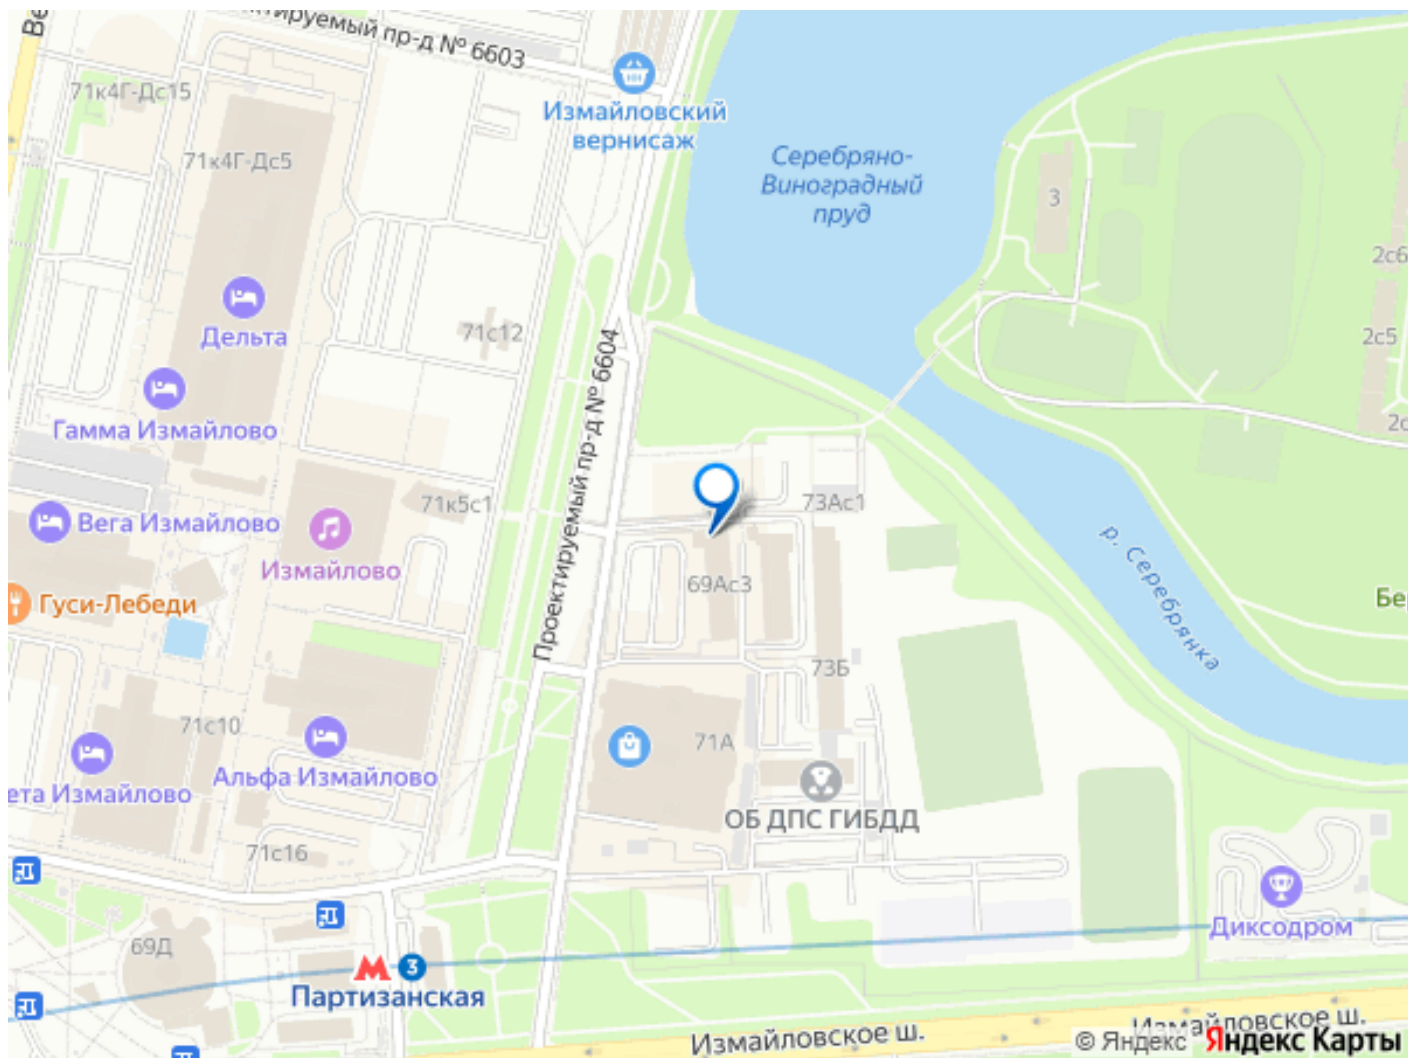 Проектируемый пр-д № 6603
71к4Г-Дс15
Измайловский
вернисаж
71к4Г-Дс5
Серебряно-
Виноградный
пруд
3
2с6
Дельта
71с12
2с5
Гамма Измайлово
Проектируемый пр-д № 6604
71к5с1
73Ас1
Вега Измайлово
Измайлово
69Ас3
р. Серебрянка
Гуси-Лебеди
73Б
71с10
71А
Альфа Измайлово
ета Измайлово
ОБ ДПС ГИБДД
71с16
Диксодром
69Д
3
Партизанская
Измайловское ш.
Измайловское ш.
© Яндекс Яндекс Карты